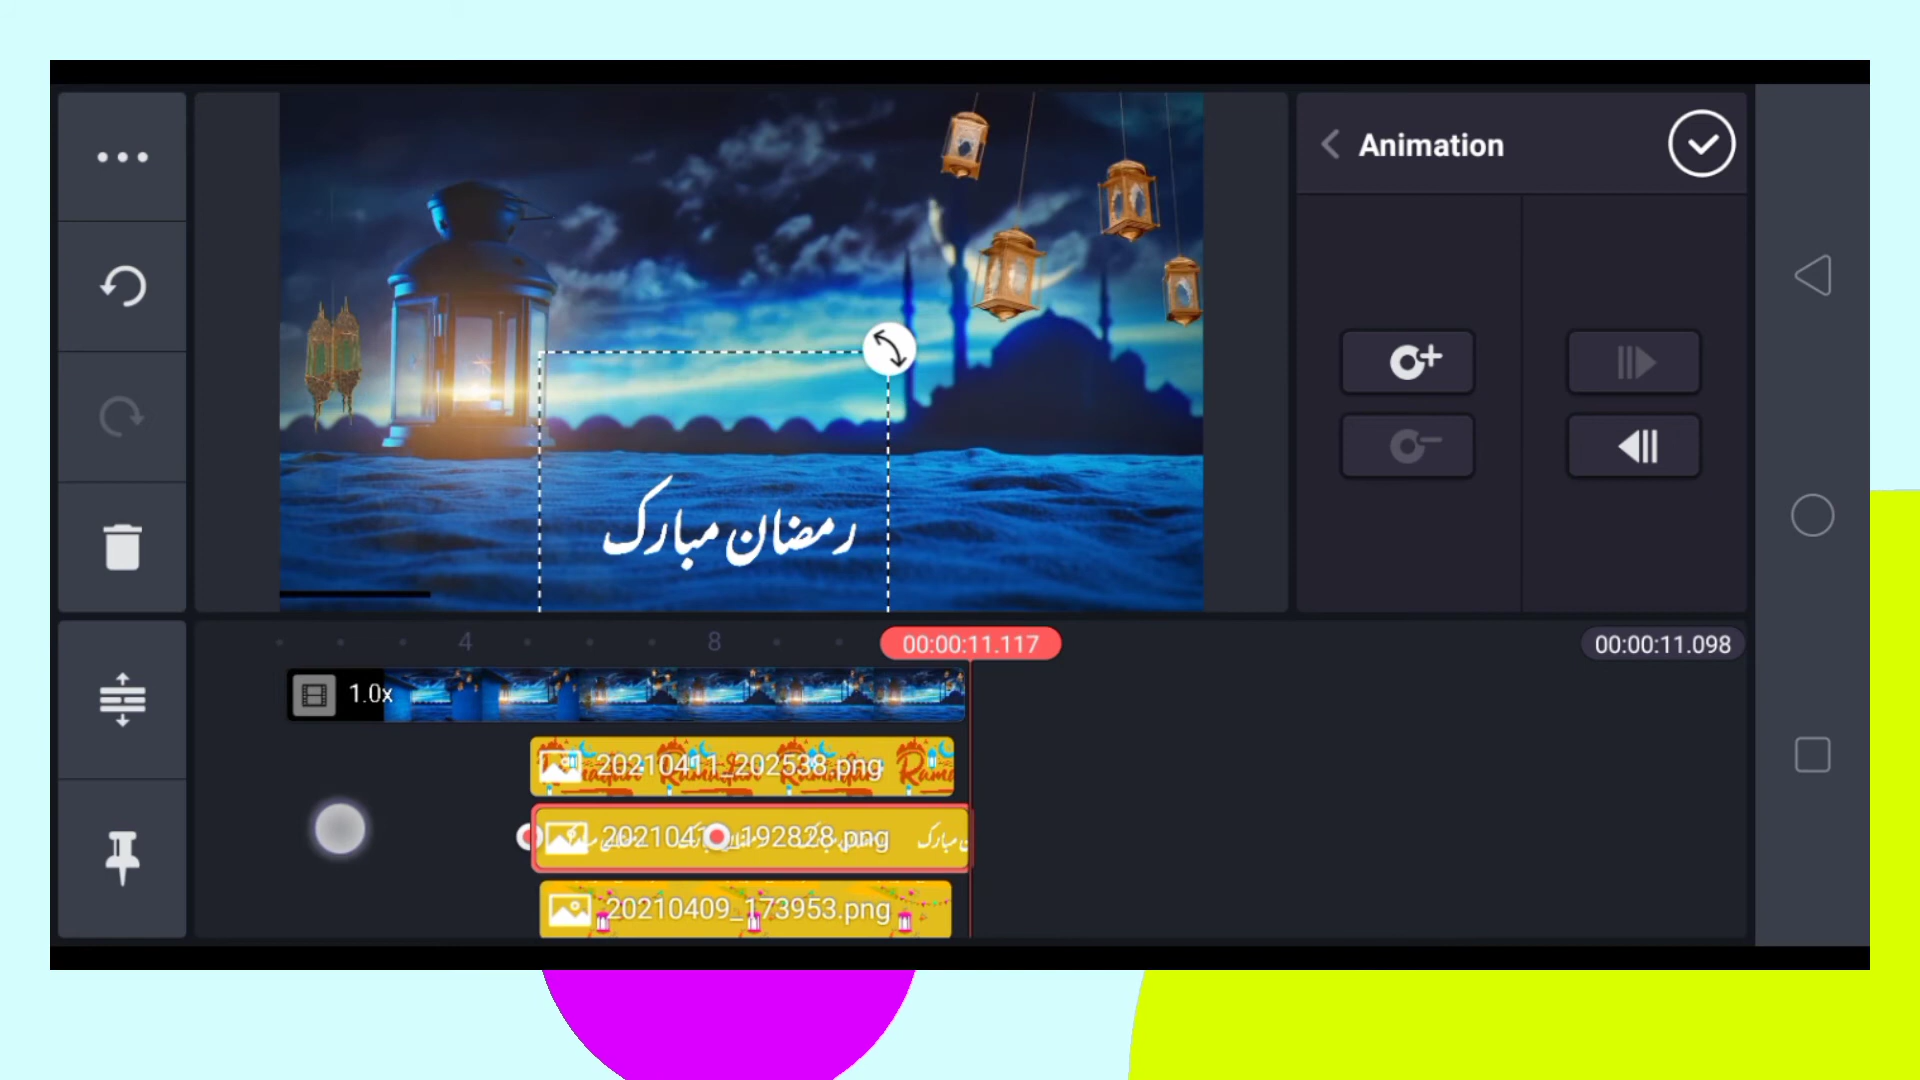 Animation
رمضان مبارک
4
8
00:00:11.117
00:00:11.098
1.0x
20210411_202538.png
192828.png
20210409_173953.png